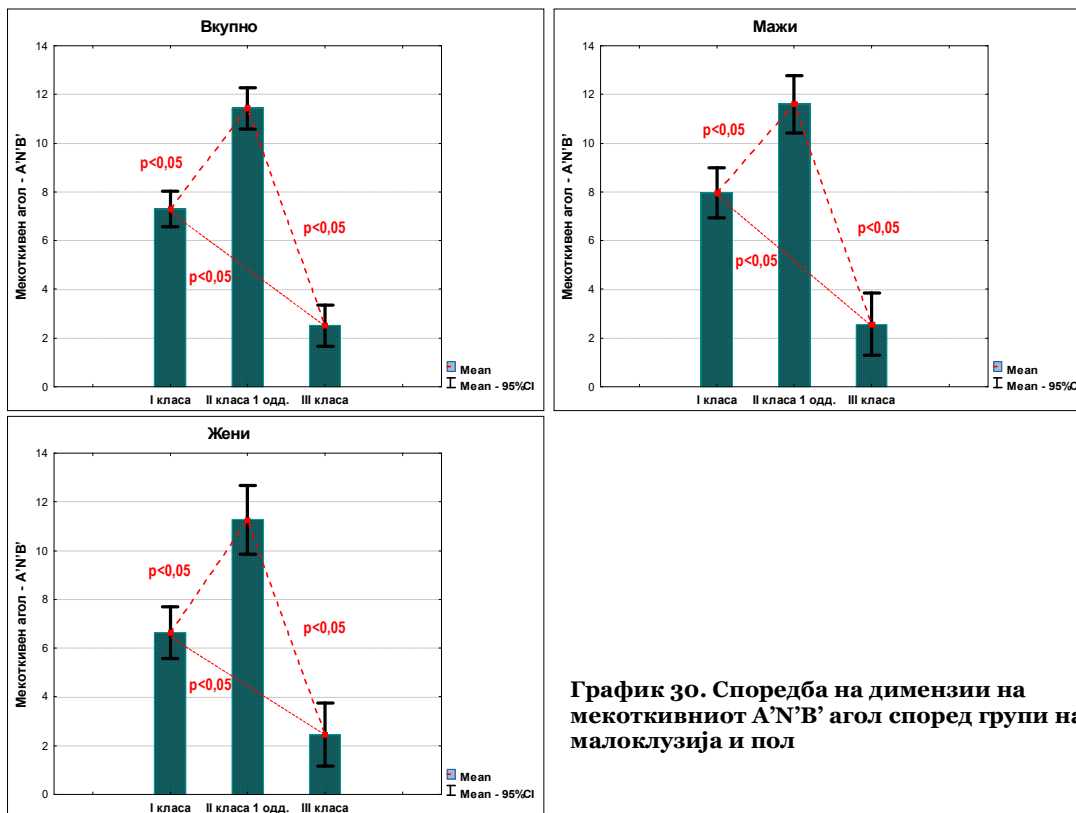 Вкупно
14
12
10
8
6
4
2
0
Мекоткивен агол - A'N'B'
p<0,05
p<0,05
p<0,05
I класа
II класа 1 одд.
III класа
Mean
Mean - 95%CI
Мажи
14
12
10
8
6
4
2
0
Мекоткивен агол - A'N'B'
p<0,05
p<0,05
p<0,05
I класа
II класа 1 одд.
III класа
Mean
Mean - 95%C
Жени
14
12
10
8
6
4
2
0
Мекоткивен агол - A'N'B'
p<0,05
p<0,05
p<0,05
I класа
II класа 1 одд.
III класа
Mean
Mean - 95%CI
График 30. Споредба на димензии на
мекоткивниот A’N’B’ агол според групи на
малоклузија и пол